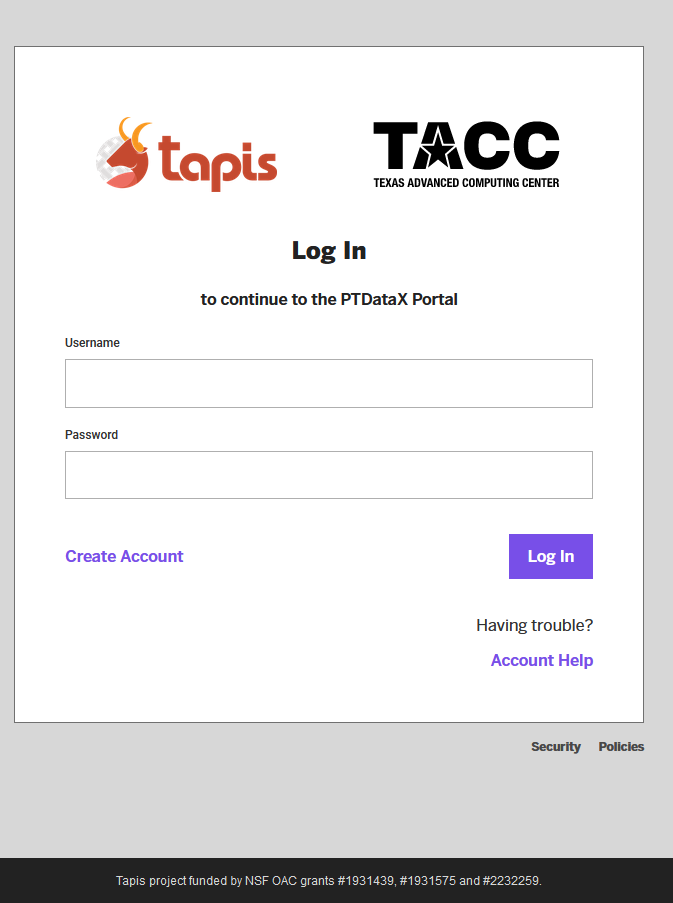 tapis
TACC
TEXAS ADVANCED COMPUTING CENTER
Log In
to continue to the PTDataX Portal
Username
Password
Create Account
Log In
Having trouble?
Account Help
Security Policies
Tapis project funded by NSF OAC grants #1931439, #1931575 and #2232259.